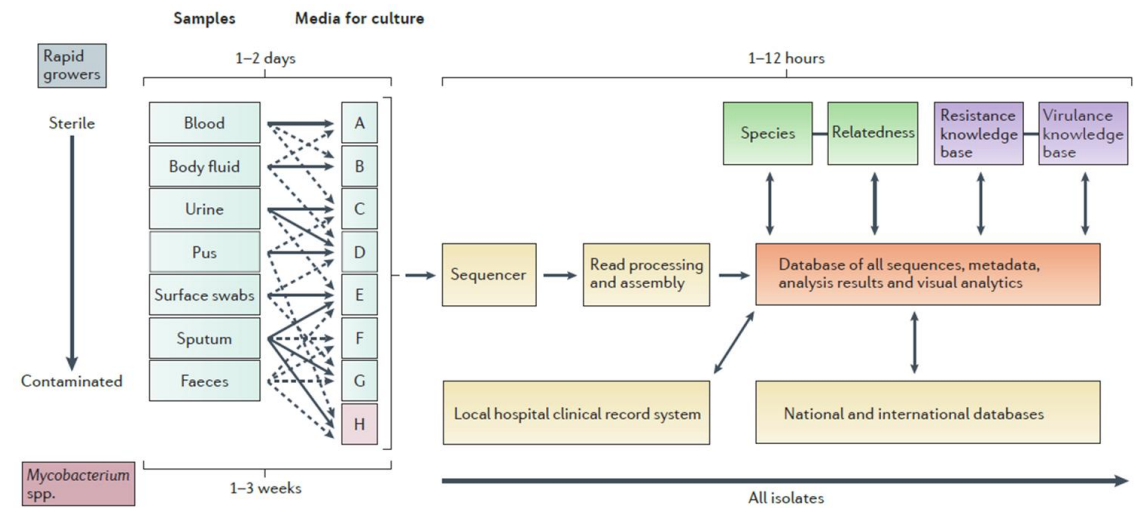 Samples
Media for culture
Rapid
growers
1–2 days
1–12 hours
Sterile
Blood
A
Species
Relatedness
Resistance
knowledge
base
Virulance
knowledge
base
Body fluid
B
Urine
C
Pus
D
Sequencer
Read processing
and assembly
Database of all sequences, metadata,
analysis results and visual analytics
Surface swabs
E
Sputum
F
Contaminated
Faeces
G
H
Local hospital clinical record system
National and international databases
Mycobacterium
spp.
1–3 weeks
All isolates